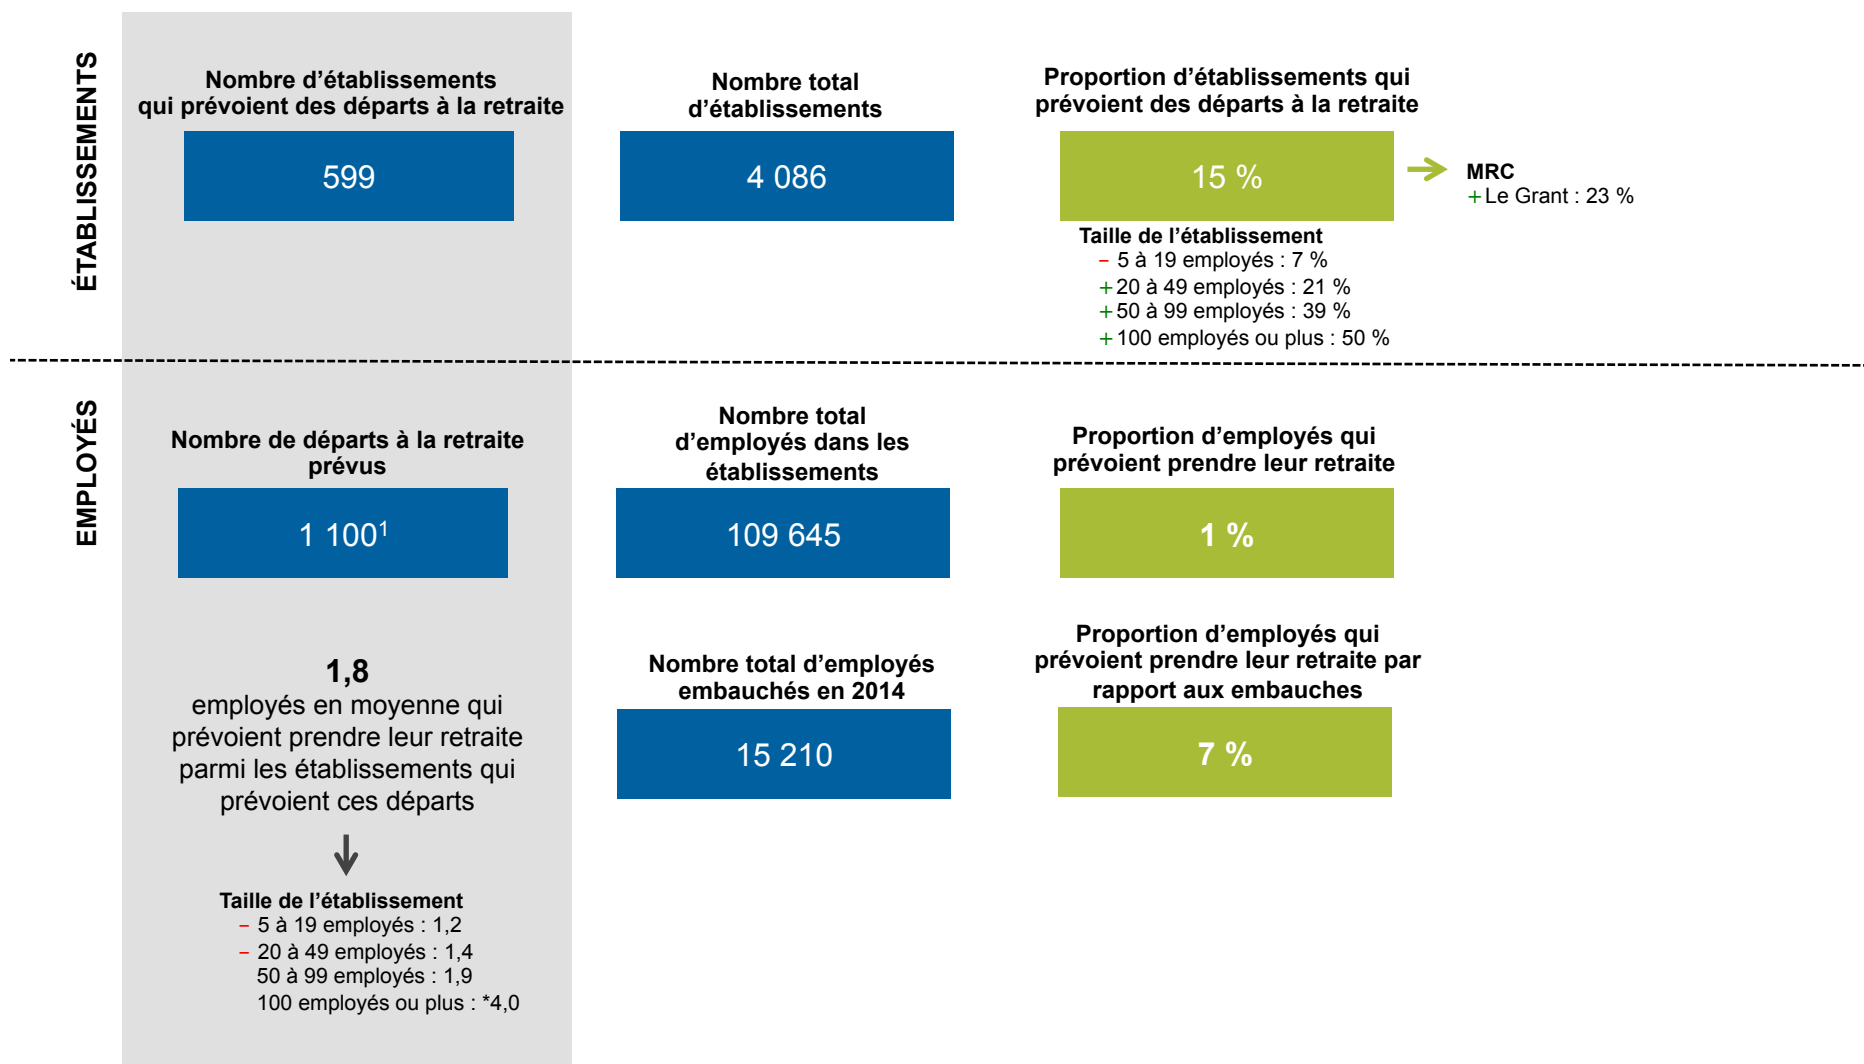 ÉTABLISSEMENTS
Nombre d’établissements
qui prévoient des départs à la retraite
599
Nombre total
d’établissements
4 086
Proportion d’établissements qui
prévoient des départs à la retraite
15 %
MRC
+ Le Grant : 23 %
Taille de l’établissement
– 5 à 19 employés : 7 %
+ 20 à 49 employés : 21 %
+ 50 à 99 employés : 39 %
+ 100 employés ou plus : 50 %
EMPLOYÉS
Nombre de départs à la retraite
prévus
1 100¹
Nombre total
d’employés dans les
établissements
109 645
Proportion d’employés qui
prévoient prendre leur retraite
1 %
1,8
employés en moyenne qui
prévoient prendre leur retraite
parmi les établissements qui
prévoient ces départs
Nombre total d’employés
embauchés en 2014
15 210
Proportion d’employés qui
prévoient prendre leur retraite par
rapport aux embauches
7 %
Taille de l’établissement
– 5 à 19 employés : 1,2
– 20 à 49 employés : 1,4
50 à 99 employés : 1,9
100 employés ou plus : *4,0